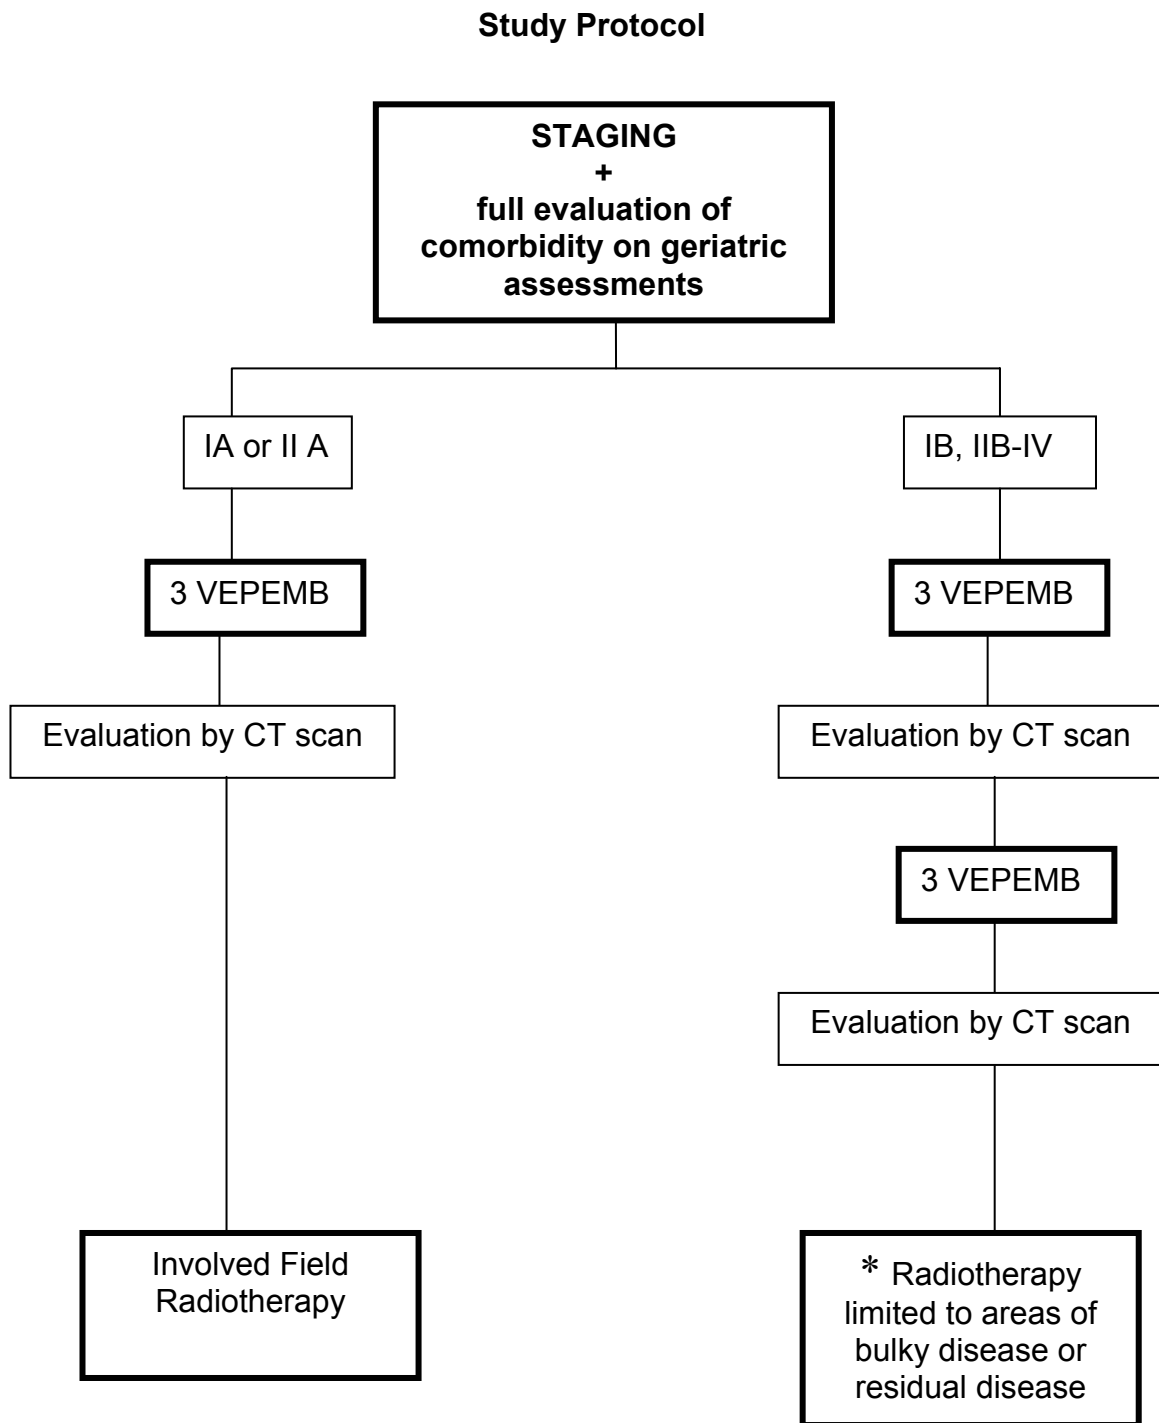 Study Protocol
STAGING
+
full evaluation of
comorbidity on geriatric
assessments
IA or II A
IB, IIB-IV
3 VEPEMB
3 VEPEMB
Evaluation by CT scan
Evaluation by CT scan
3 VEPEMB
Evaluation by CT scan
Involved Field
Radiotherapy
* Radiotherapy
limited to areas of
bulky disease or
residual disease